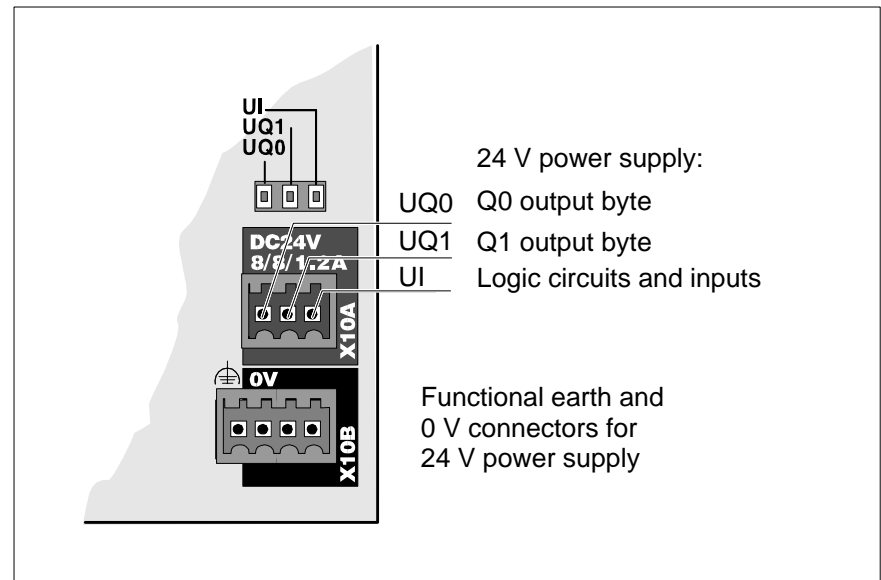 UI
UQ1
UQ0
24 V power supply:
UQ0 Q0 output byte
UQ1 Q1 output byte
UI Logic circuits and inputs
DC24V
8/8/1.2A
X10A
0V
X10B
Functional earth and
0 V connectors for
24 V power supply